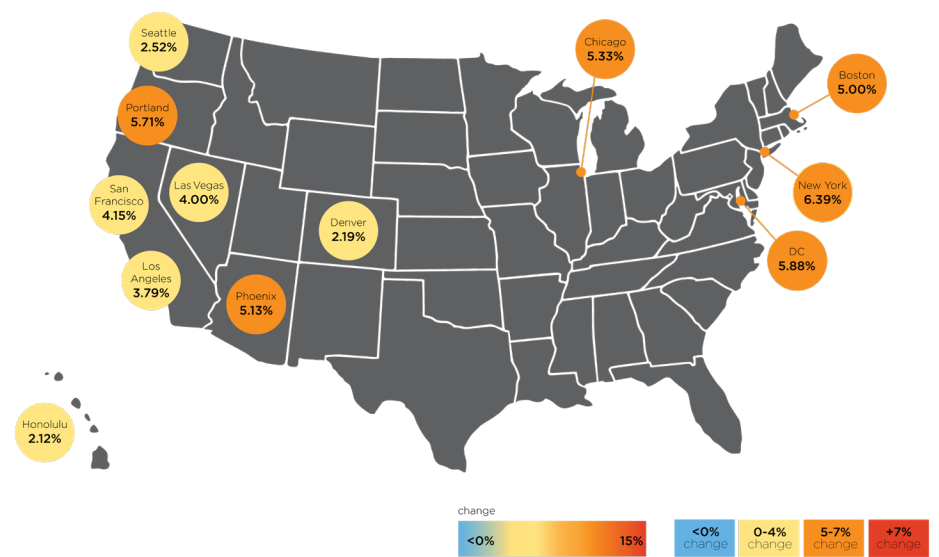 Seattle
2.52%
Chicago
5.33%
Boston
5.00%
Portland
5.71%
San
Francisco
4.15%
Las Vegas
4.00%
New York
6.39%
Denver
2.19%
DC
5.88%
Los
Angeles
3.79%
Phoenix
5.13%
Honolulu
2.12%
change
<0%
15%
<0%
change
0-4%
change
5-7%
change
+7%
change